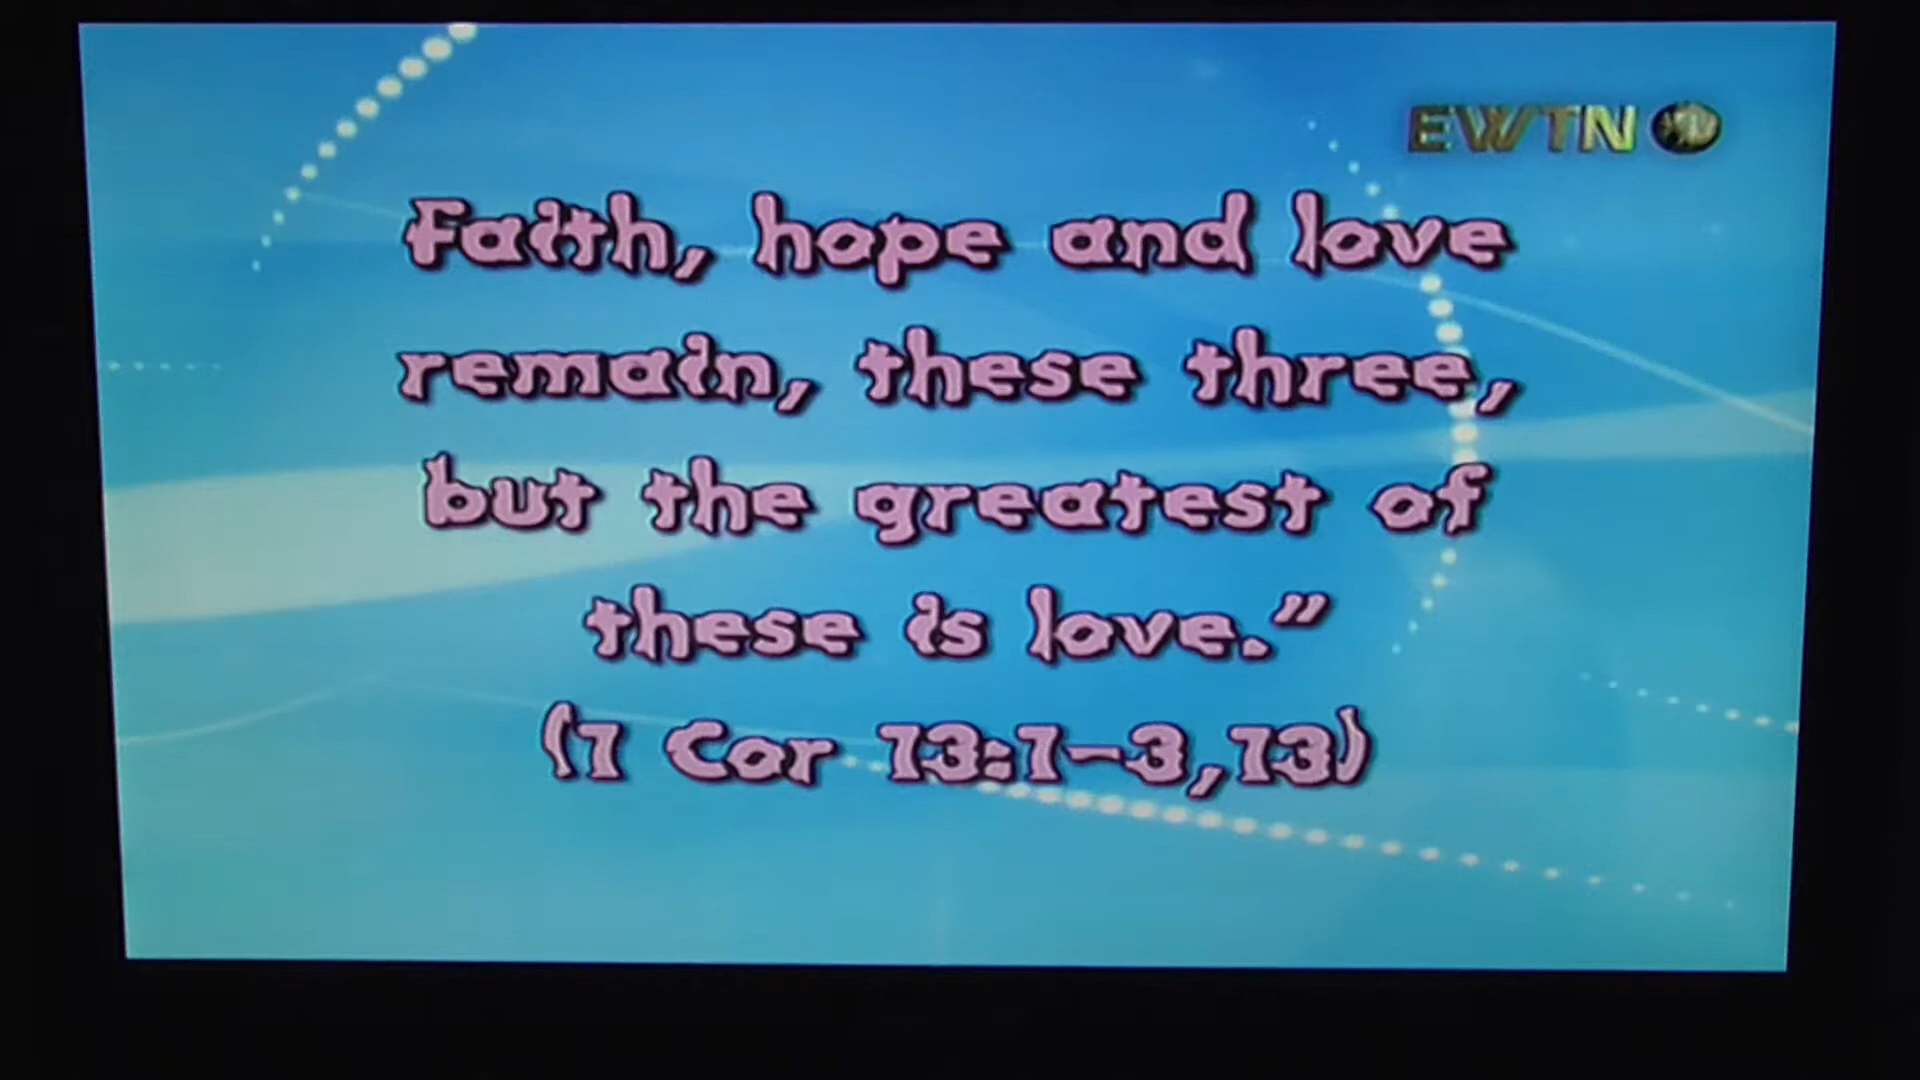 EWTN HD
Faith, hope and love
remain, these three,
but the greatest of
these is love.”
(1 Cor 13:1-3,13)